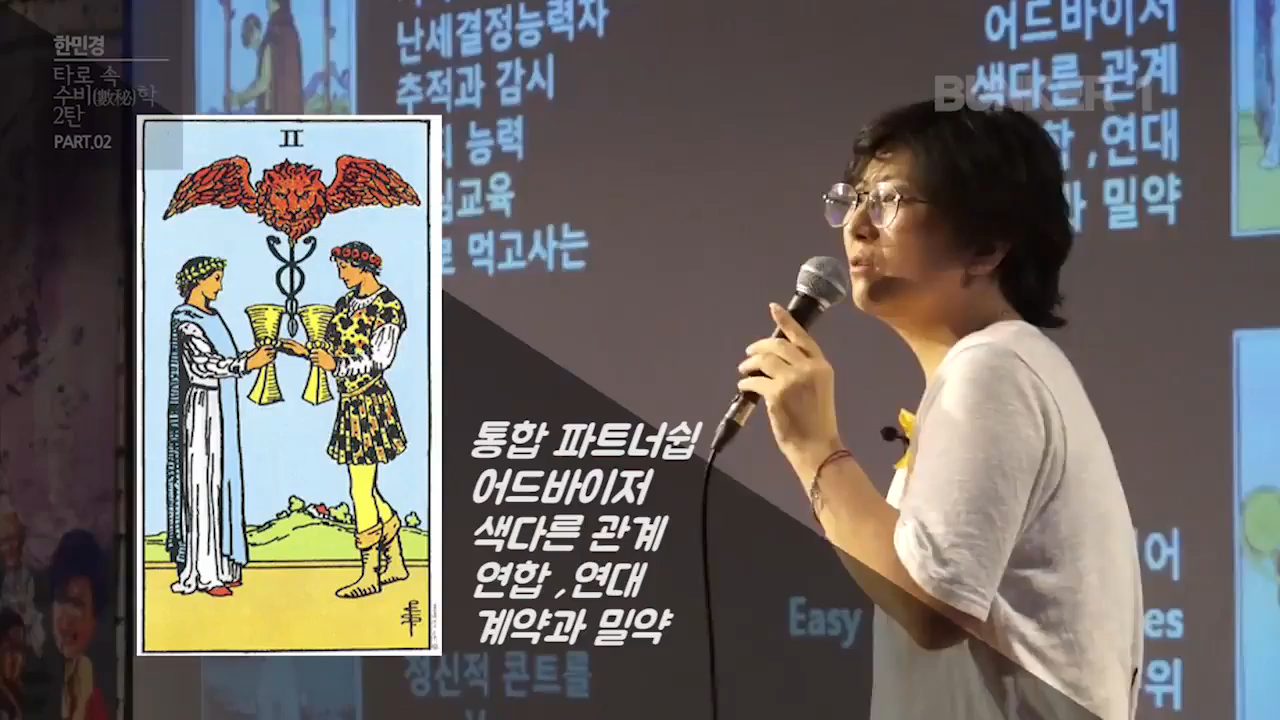 한민경
타로 속
수비(數秘)학
2탄
PART.02
BUNKER 1
II
난세결정능력자
추적과 감시
능력
교육
먹고사는
어드바이저
색다른 관계
,연대
밀약
통합 파트너쉽
어드바이저
색다른 관계
연합 ,연대
계약과 밀약
어
Easy
es
위
정신적 콘트롤